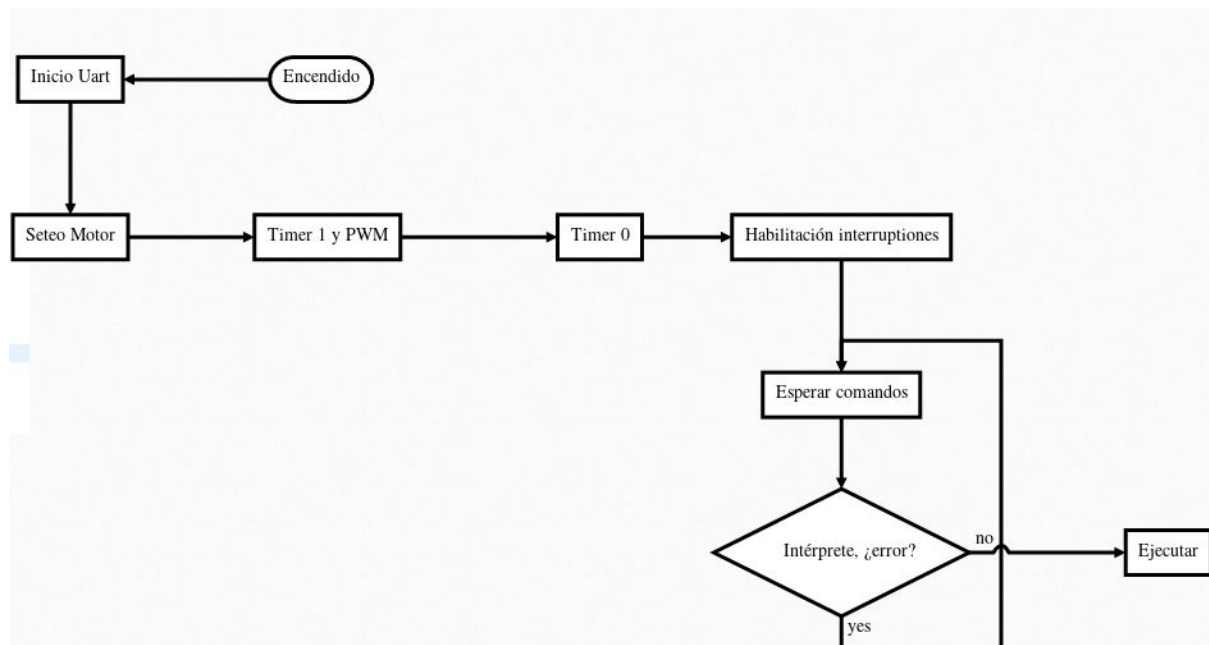 Encendido
Inicio Uart
Seteo Motor
Timer 1 y PWM
Timer 0
Habilitación interruptiones
Esperar comandos
Intérprete, ¿error?
no
Ejecutar
yes